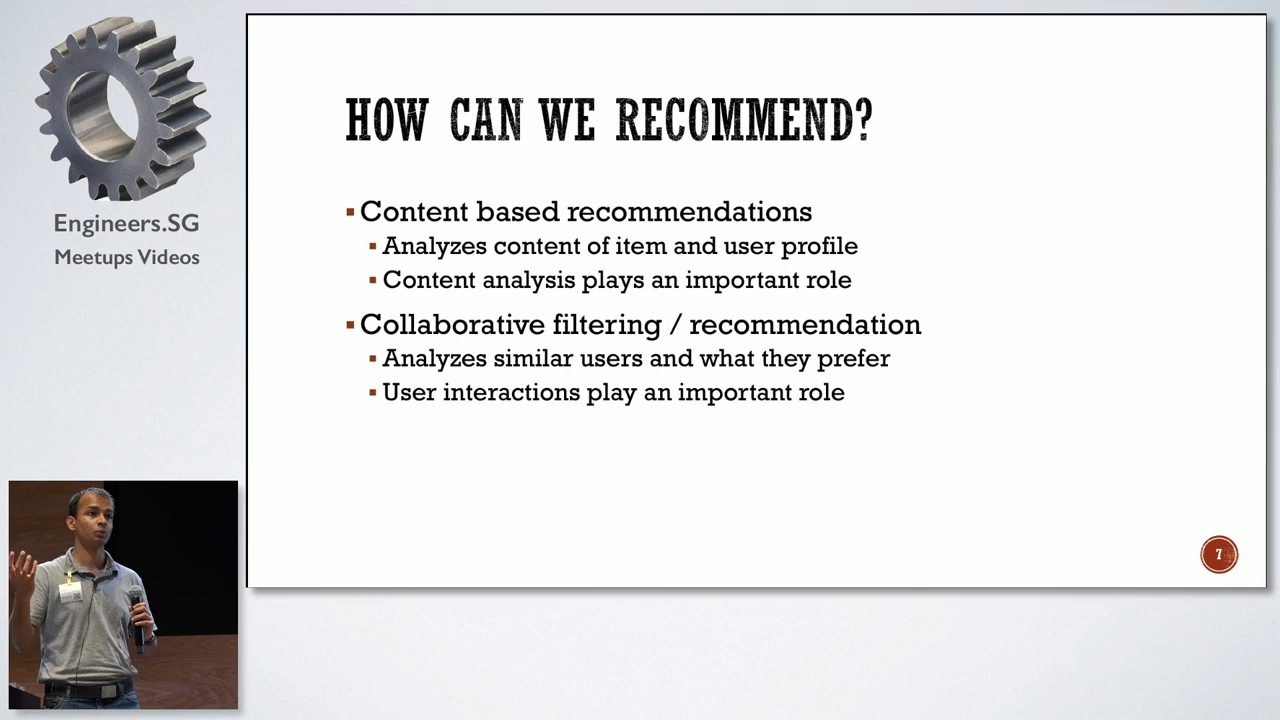 Engineers.SG
Meetups Videos
HOW CAN WE RECOMMEND?
▪ Content based recommendations
▪ Analyzes content of item and user profile
▪ Content analysis plays an important role
▪ Collaborative filtering / recommendation
▪ Analyzes similar users and what they prefer
▪ User interactions play an important role
7